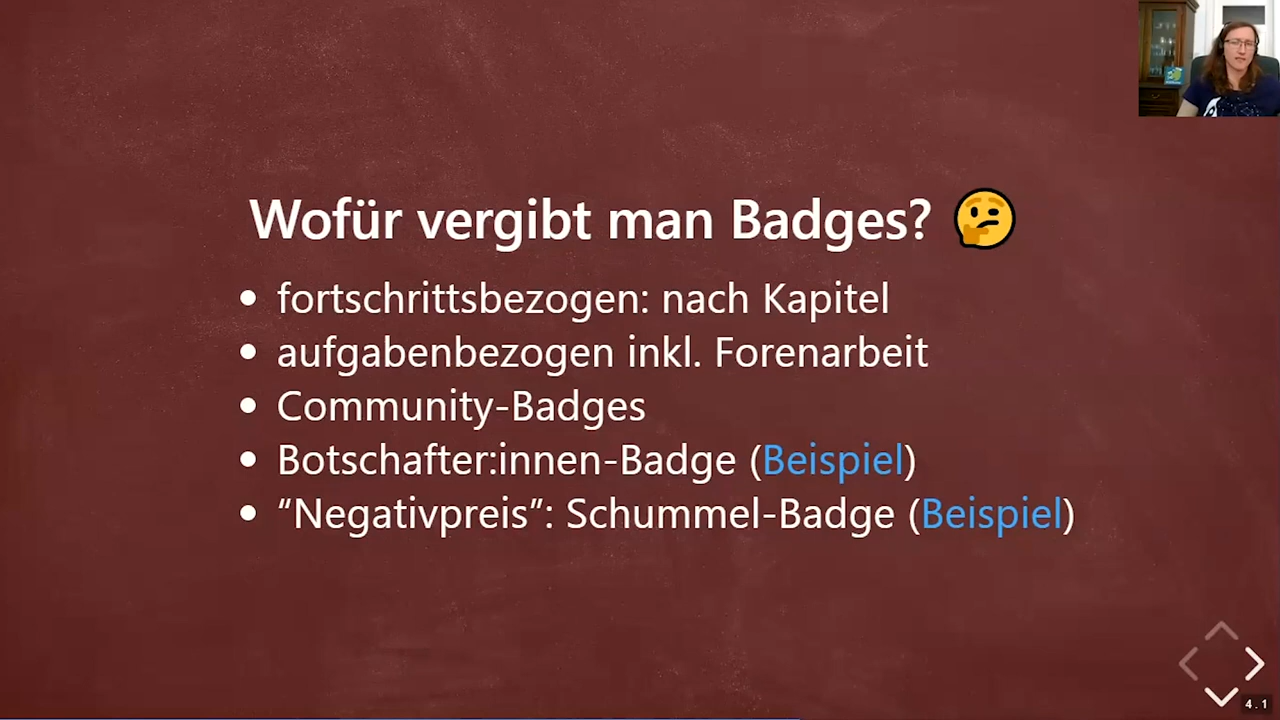 Wofür vergibt man Badges? 🤔
• fortschrittsbezogen: nach Kapitel
• aufgabenbezogen inkl. Forenarbeit
• Community-Badges
• Botschafter:innen-Badge (Beispiel)
• “Negativpreis”: Schummel-Badge (Beispiel)
4.1